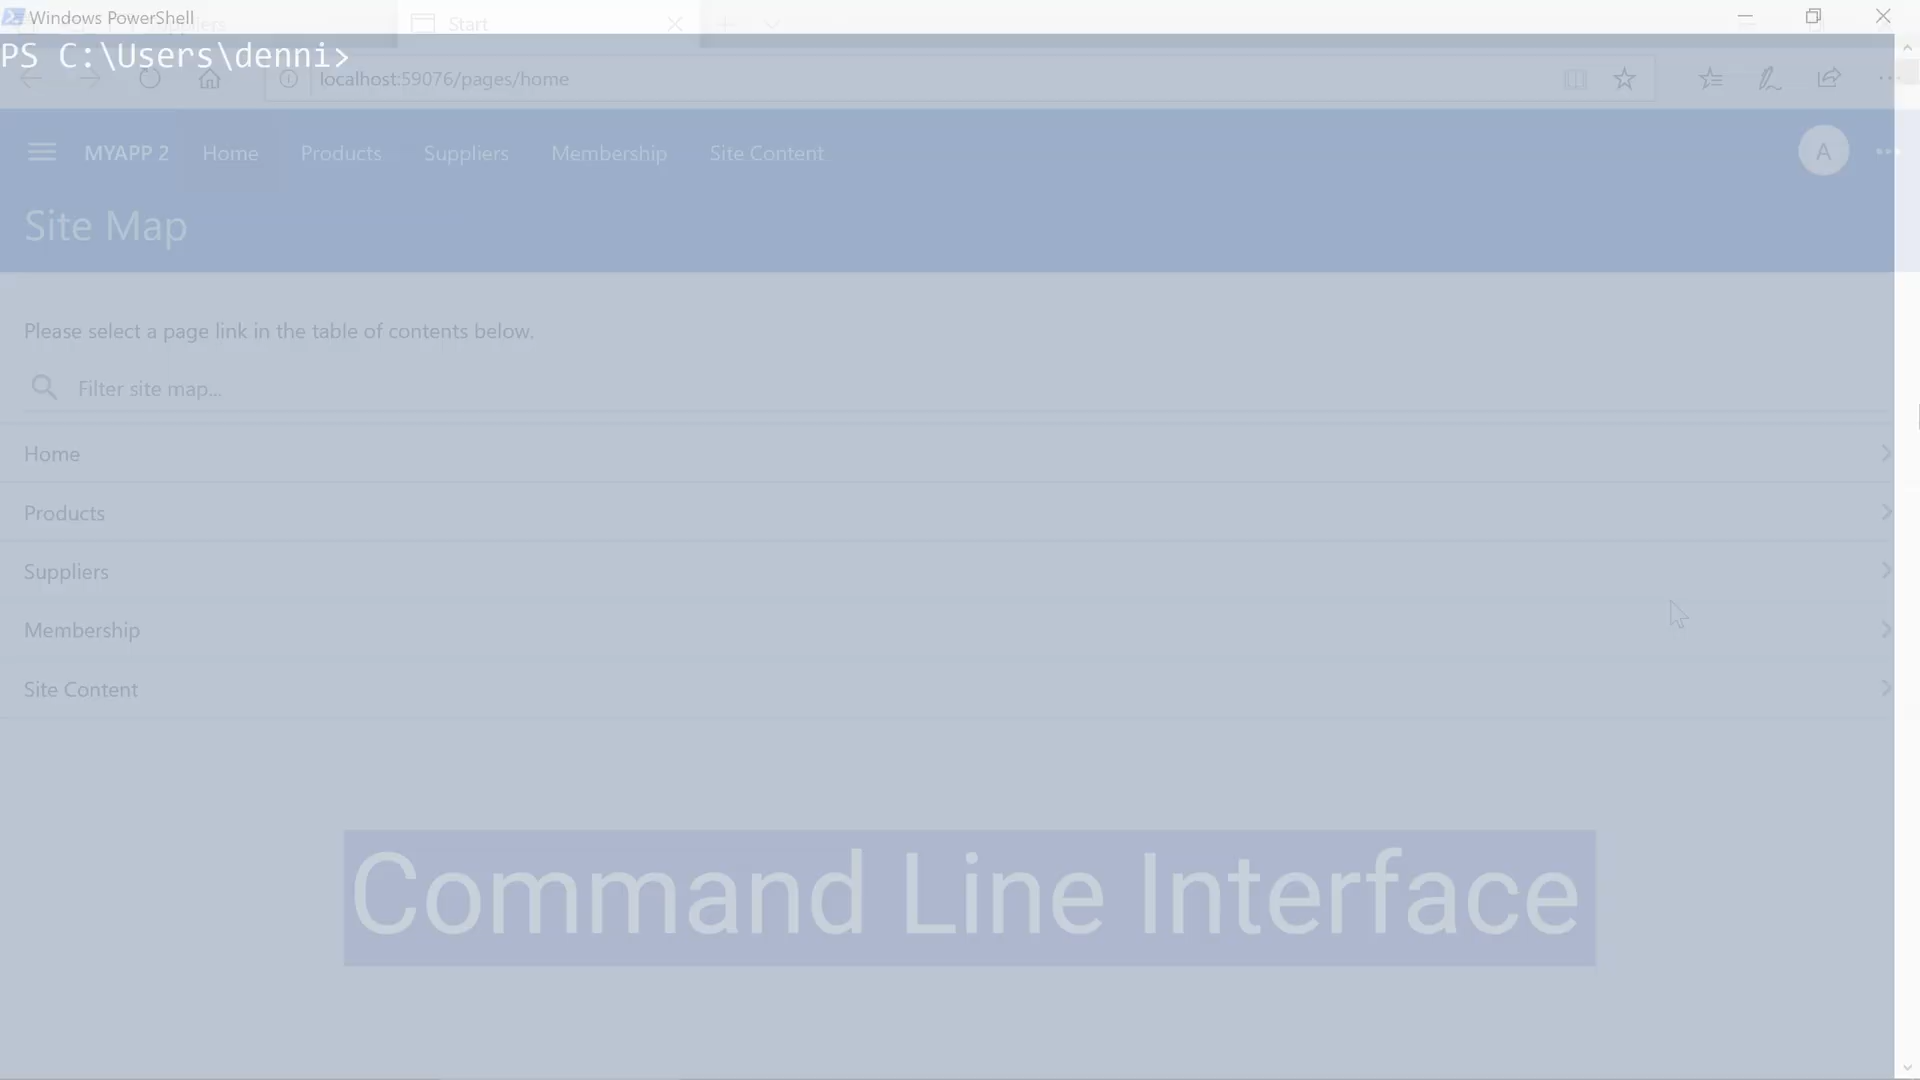 Windows PowerShell
Start
PS C:\Users\denni>
localhost:59076/pages/home
MYAPP 2 Home Products Suppliers Membership Site Content
A
Site Map
Please select a page link in the table of contents below.
Filter site map...
Home
Products
Suppliers
Membership
Site Content
Command Line Interface